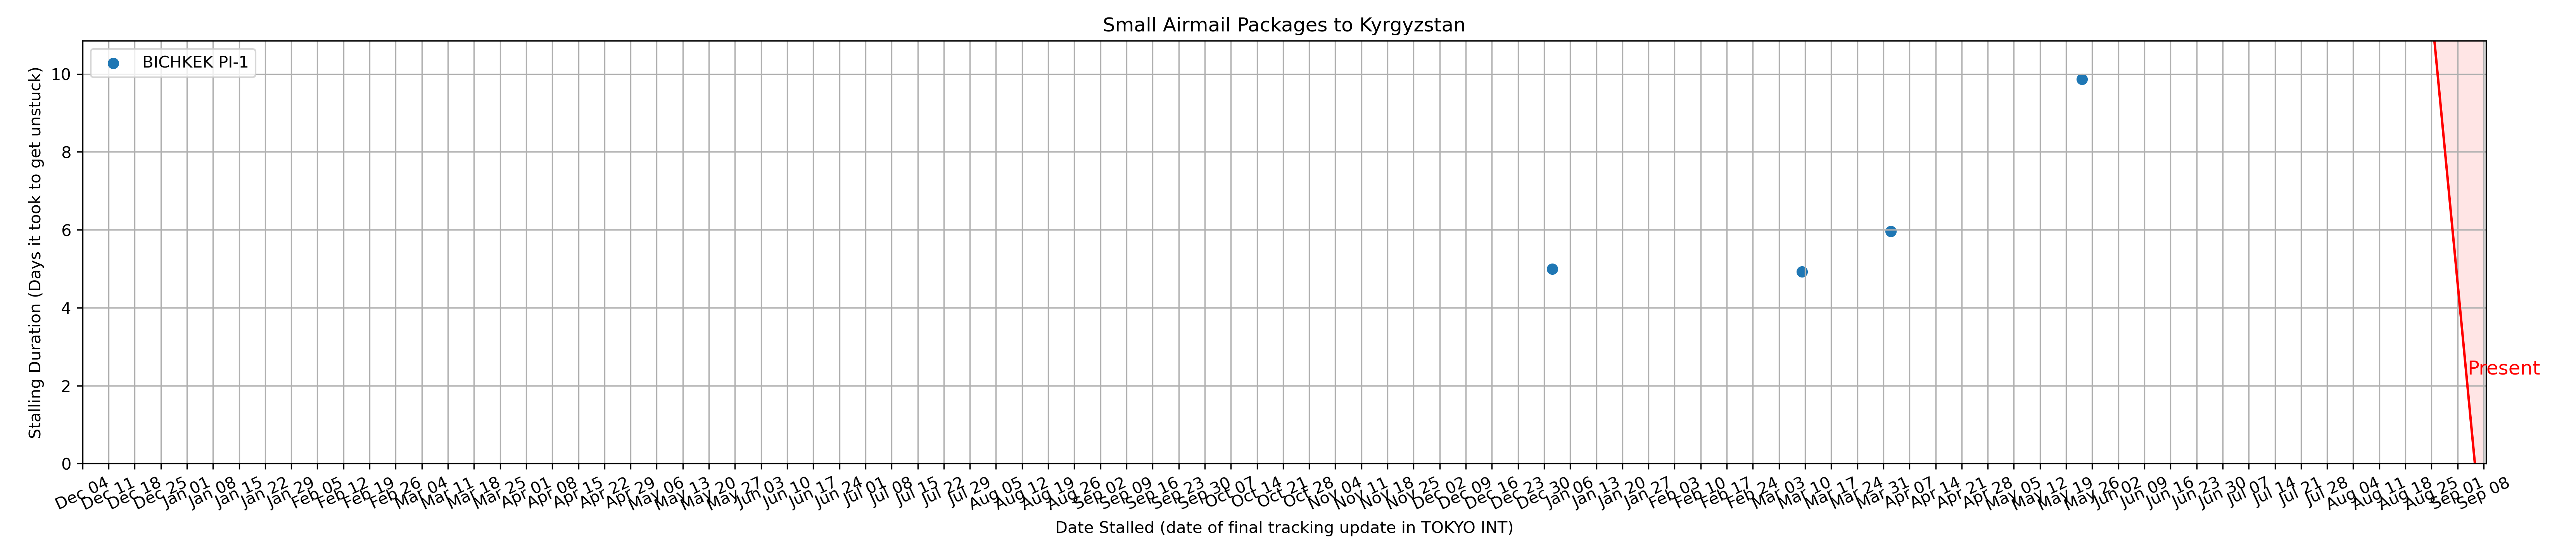 Small Airmail Packages to Kyrgyzstan
BICHKEK PI-1
Stalling Duration (Days it took to get unstuck)
10
8
6
4
2
0
Present
Dec 04
Dec 11
Dec 18
Dec 25
Jan 01
Jan 08
Jan 15
Jan 22
Jan 29
Feb 05
Feb 12
Feb 19
Feb 26
Mar 04
Mar 11
Mar 18
Mar 25
Apr 01
Apr 08
Apr 15
Apr 22
Apr 29
May 06
May 13
May 20
May 27
Jun 03
Jun 10
Jun 17
Jun 24
Jul 01
Jul 08
Jul 15
Jul 22
Jul 29
Aug 05
Aug 12
Aug 19
Aug 26
Sep 02
Sep 09
Sep 16
Sep 23
Sep 30
Oct 07
Oct 14
Oct 21
Oct 28
Nov 04
Nov 11
Nov 18
Nov 25
Dec 02
Dec 09
Dec 16
Dec 23
Dec 30
Jan 06
Jan 13
Jan 20
Jan 27
Feb 03
Feb 10
Feb 17
Feb 24
Mar 03
Mar 10
Mar 17
Mar 24
Mar 31
Apr 07
Apr 14
Apr 21
Apr 28
May 05
May 12
May 19
May 26
Jun 02
Jun 09
Jun 16
Jun 23
Jun 30
Jul 07
Jul 14
Jul 21
Jul 28
Aug 04
Aug 11
Aug 18
Aug 25
Sep 01
Sep 08
Date Stalled (date of final tracking update in TOKYO INT)